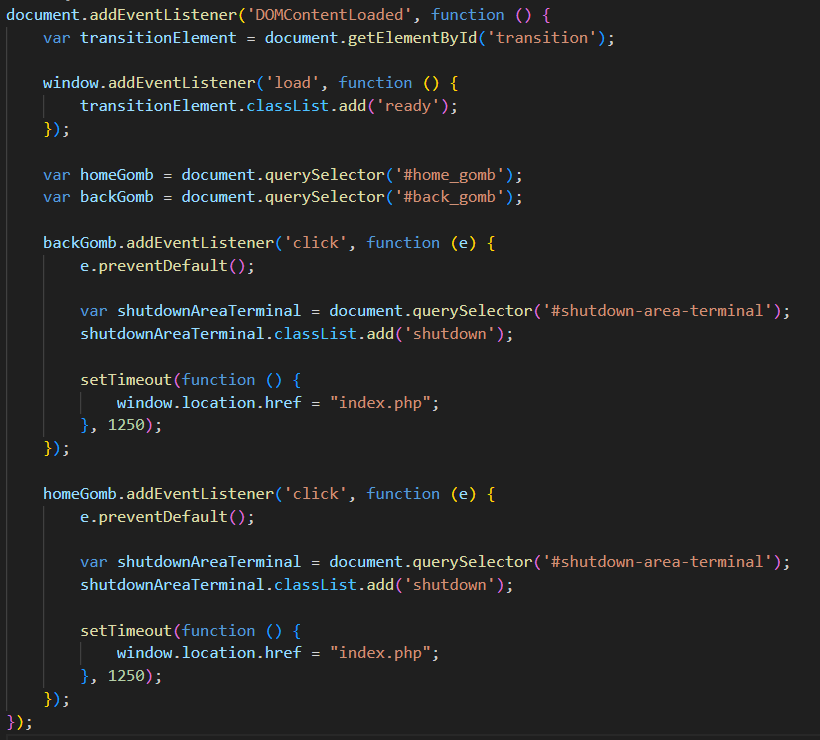 document.addEventListener('DOMContentLoaded', function () {
    var transitionElement = document.getElementById('transition');

    window.addEventListener('load', function () {
        transitionElement.classList.add('ready');
    });

    var homeGomb = document.querySelector('#home_gomb');
    var backGomb = document.querySelector('#back_gomb');

    backGomb.addEventListener('click', function (e) {
        e.preventDefault();

        var shutdownAreaTerminal = document.querySelector('#shutdown-area-terminal');
        shutdownAreaTerminal.classList.add('shutdown');

        setTimeout(function () {
            window.location.href = "index.php";
        }, 1250);
    });

    homeGomb.addEventListener('click', function (e) {
        e.preventDefault();

        var shutdownAreaTerminal = document.querySelector('#shutdown-area-terminal');
        shutdownAreaTerminal.classList.add('shutdown');

        setTimeout(function () {
            window.location.href = "index.php";
        }, 1250);
    });
});